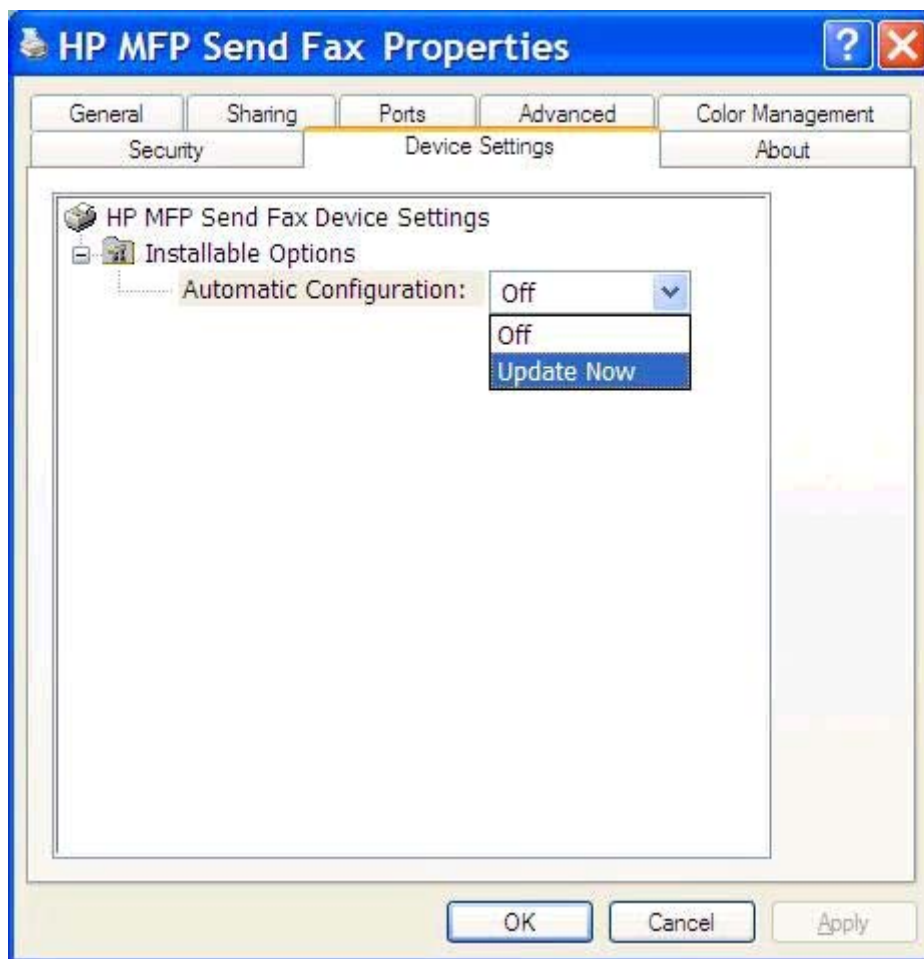 HP MFP Send Fax Properties
General Sharing Ports Advanced Color Management
Security Device Settings About
HP MFP Send Fax Device Settings
Installable Options
Automatic Configuration: Off
Off
Update Now
OK Cancel Apply